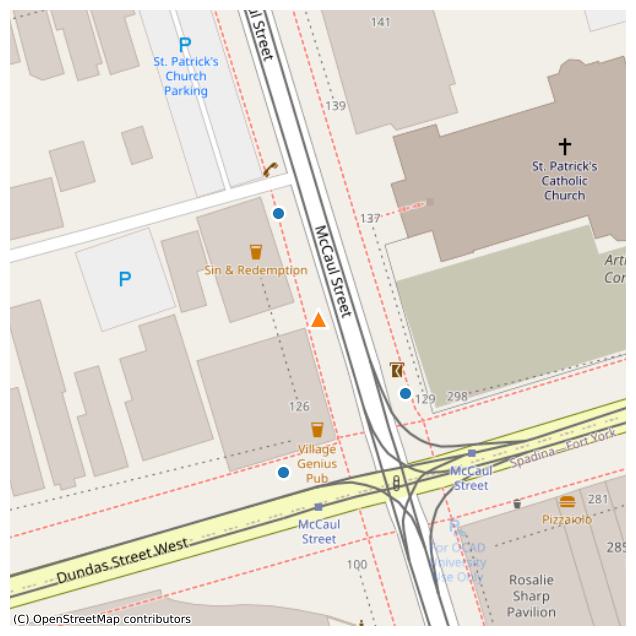 McCaul Street
141
P
St. Patrick's
Church
Parking
139
St. Patrick's
Catholic
Church
137
McCaul Street
Sin & Redemption
P
129
298
126
Village
Genius
Pub
McCaul
Street
Spadina—Fort York
McCaul
Street
Dundas Street West
281
Pizzaiolo
For OCAD
University
Use Only
285
100
Rosalie
Sharp
Pavilion
(C) OpenStreetMap contributors